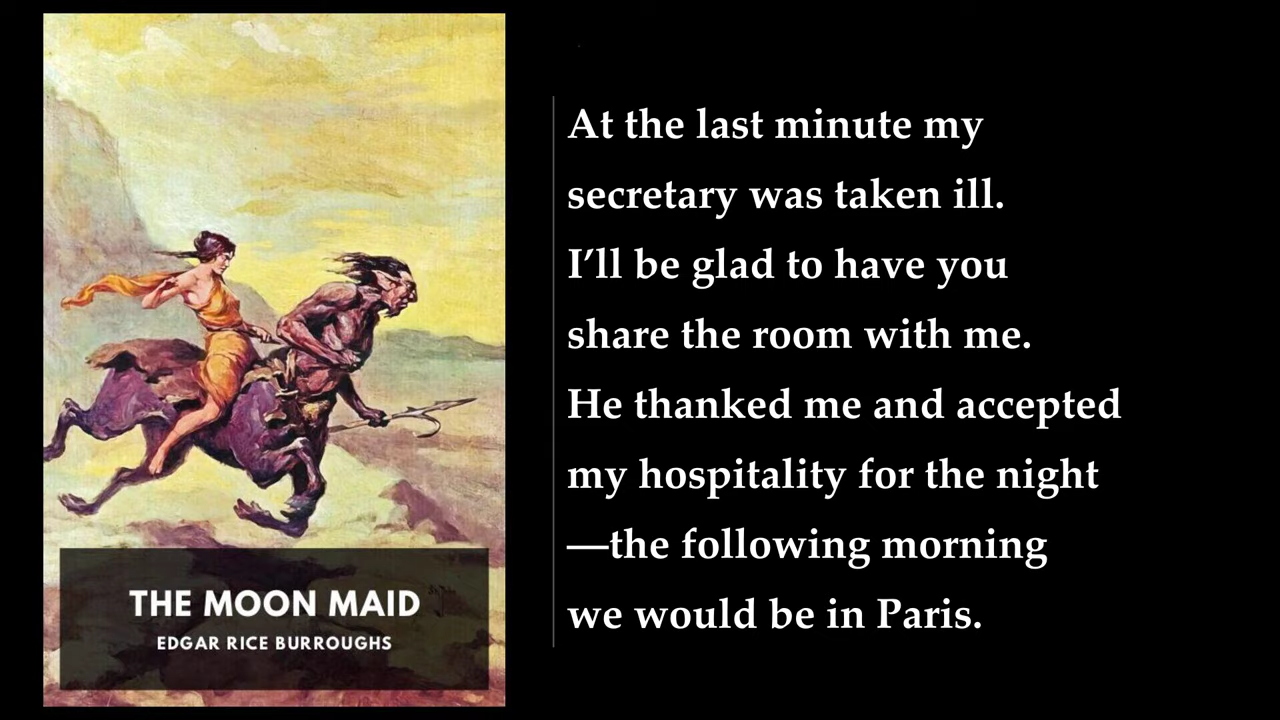 THE MOON MAID
EDGAR RICE BURROUGHS
At the last minute my
secretary was taken ill.
I’ll be glad to have you
share the room with me.
He thanked me and accepted
my hospitality for the night
—the following morning
we would be in Paris.